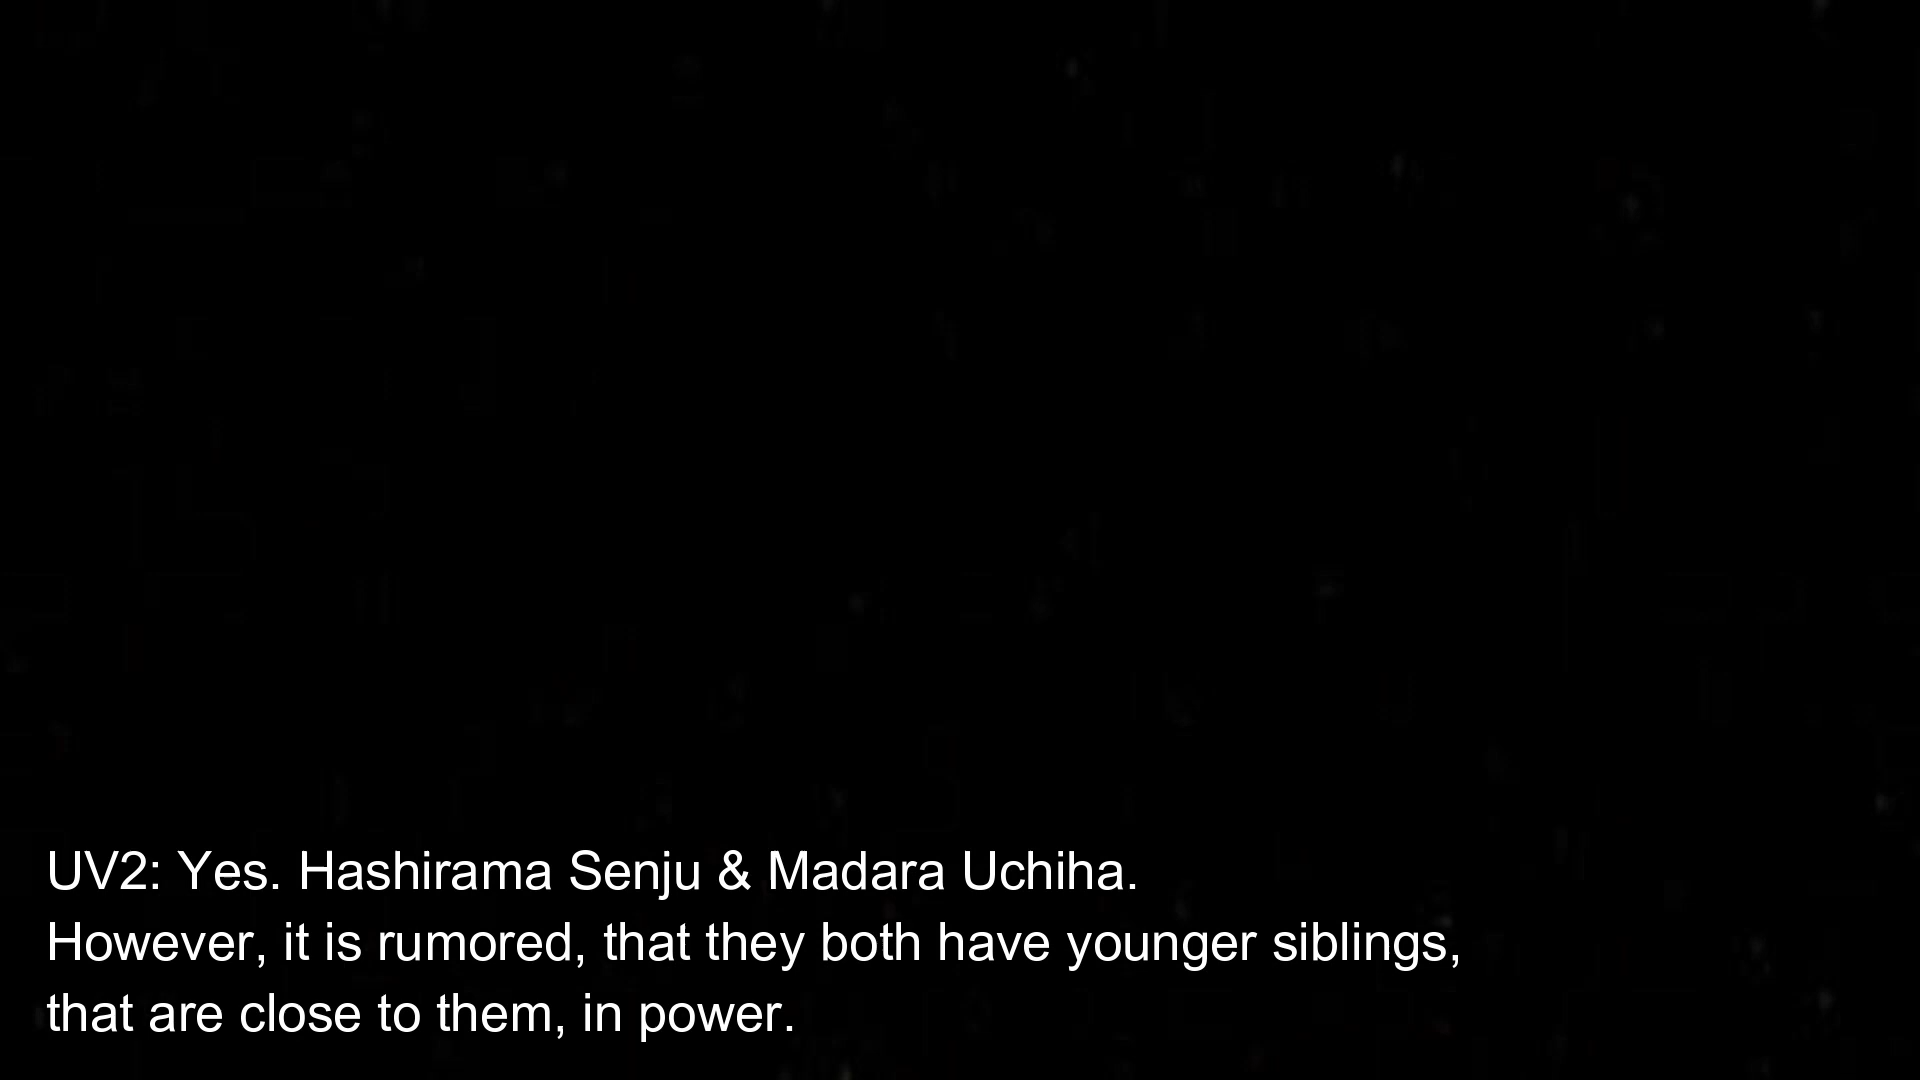 UV2: Yes. Hashirama Senju & Madara Uchiha.
However, it is rumored, that they both have younger siblings,
that are close to them, in power.